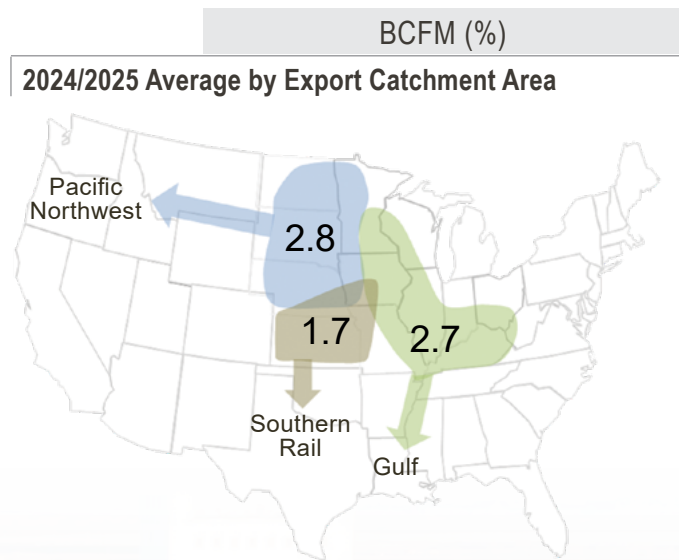 BCFM (%)
2024/2025 Average by Export Catchment Area
Pacific
Northwest
2.8
1.7
2.7
Southern
Rail
Gulf